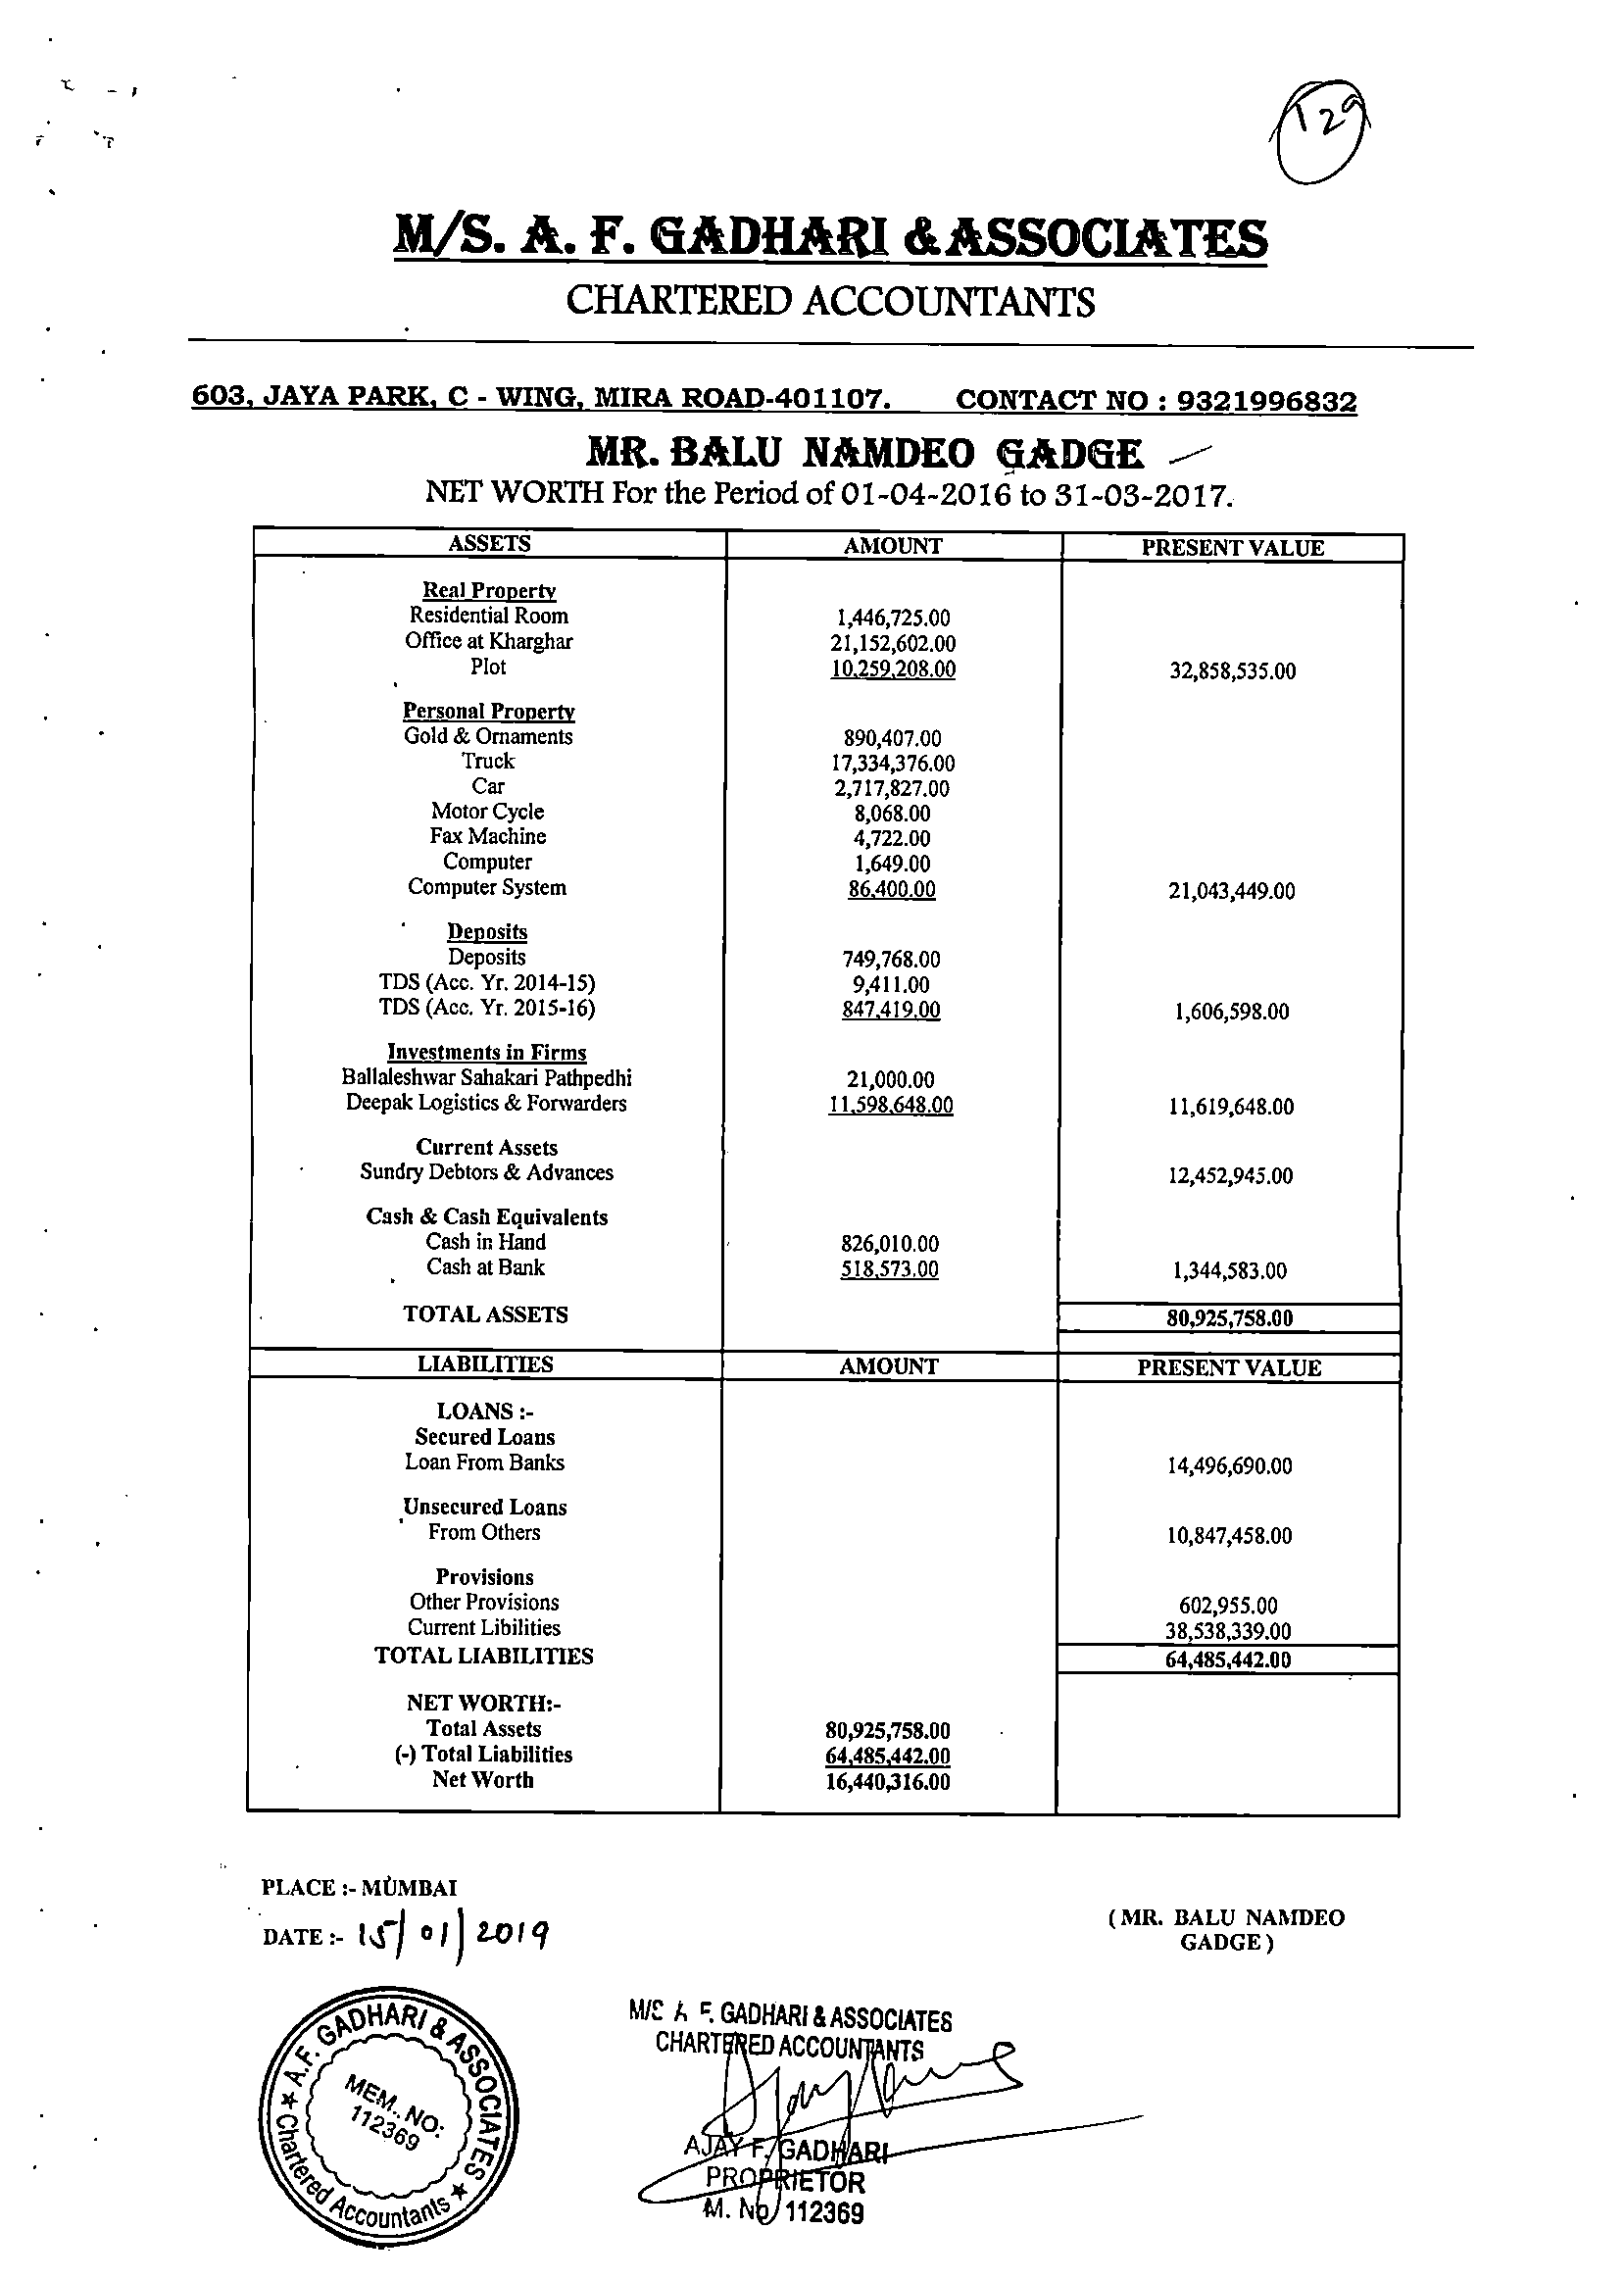 129
M/S. A. F. GADHARI & ASSOCIATES
CHARTERED ACCOUNTANTS
603, JAYA PARK, C - WING, MIRA ROAD-401107. CONTACT NO : 9321996832
MR. BALU NAMDEO GADGE
NET WORTH For the Period of 01-04-2016 to 31-03-2017.
ASSETS AMOUNT PRESENT VALUE
Real Property
Residential Room 1,446,725.00
Office at Kharghar 21,152,602.00
Plot 10,259,208.00 32,858,535.00
Personal Property
Gold & Ornaments 890,407.00
Truck 17,334,376.00
Car 2,717,827.00
Motor Cycle 8,068.00
Fax Machine 4,722.00
Computer 1,649.00
Computer System 86,400.00 21,043,449.00
Deposits
Deposits 749,768.00
TDS (Acc. Yr. 2014-15) 9,411.00
TDS (Acc. Yr. 2015-16) 847,419.00 1,606,598.00
Investments in Firms
Ballaleshwar Sahakari Pathpedhi 21,000.00
Deepak Logistics & Forwarders 11,598,648.00 11,619,648.00
Current Assets
Sundry Debtors & Advances 12,452,945.00
Cash & Cash Equivalents
Cash in Hand 826,010.00
Cash at Bank 518,573.00 1,344,583.00
TOTAL ASSETS 80,925,758.00
LIABILITIES AMOUNT PRESENT VALUE
LOANS :-
Secured Loans
Loan From Banks 14,496,690.00
Unsecured Loans
From Others 10,847,458.00
Provisions
Other Provisions 602,955.00
Current Libilities 38,538,339.00
TOTAL LIABILITIES 64,485,442.00
NET WORTH:-
Total Assets 80,925,758.00
(-) Total Liabilities 64,485,442.00
Net Worth 16,440,316.00
PLACE :- MUMBAI
DATE :- 15/01/2019
( MR. BALU NAMDEO
GADGE )
A.F. GADHARI & ASSOCIATES
Chartered Accountants
MEM. NO:
112369
M/S A F. GADHARI & ASSOCIATES
CHARTERED ACCOUNTANTS
AJAY F. GADHARI
PROPRIETOR
M. No. 112369